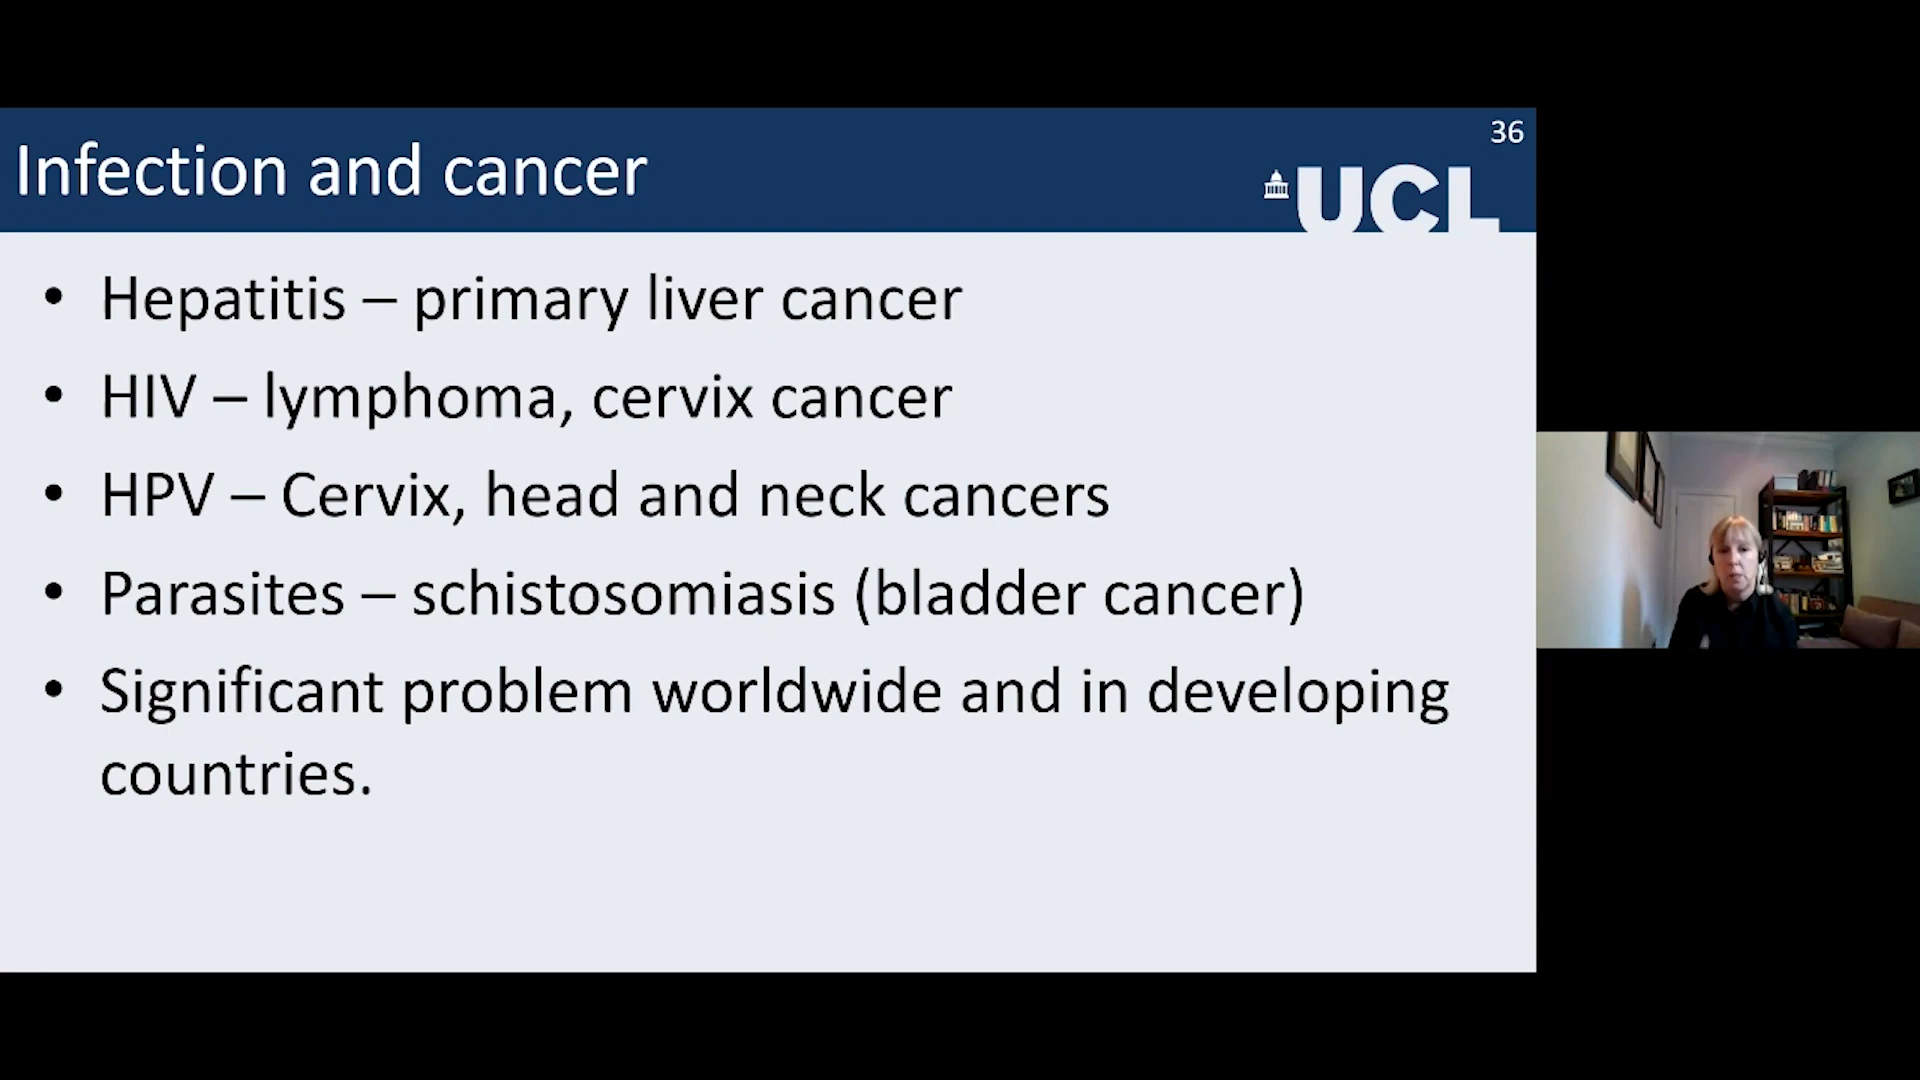 36
Infection and cancer
UCL
• Hepatitis – primary liver cancer
• HIV – lymphoma, cervix cancer
• HPV – Cervix, head and neck cancers
• Parasites – schistosomiasis (bladder cancer)
• Significant problem worldwide and in developing
countries.